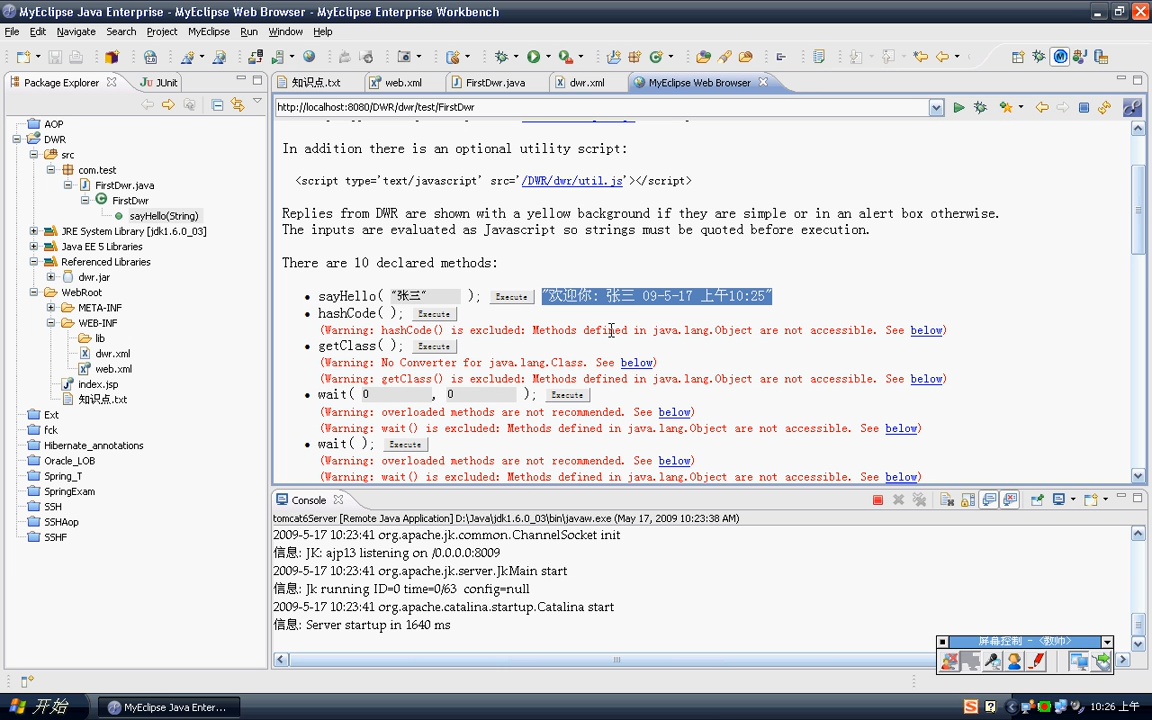 MyEclipse Java Enterprise - MyEclipse Web Browser - MyEclipse Enterprise Workbench
File Edit Navigate Search Project MyEclipse Run Window Help
Package Explorer
JUnit
知识点.txt
web.xml
FirstDwr.java
dwr.xml
MyEclipse Web Browser
http://localhost:8080/DWR/dwr/test/FirstDwr
AOP
DWR
src
com.test
FirstDwr.java
FirstDwr
sayHello(String)
JRE System Library [jdk1.6.0_03]
Java EE 5 Libraries
Referenced Libraries
dwr.jar
WebRoot
META-INF
WEB-INF
lib
dwr.xml
web.xml
index.jsp
知识点.txt
Ext
fck
Hibernate_annotations
Oracle_LOB
Spring_T
SpringExam
SSH
SSHAop
SSHF
In addition there is an optional utility script:
<script type='text/javascript' src='/DWR/dwr/util.js'></script>
Replies from DWR are shown with a yellow background if they are simple or in an alert box otherwise.
The inputs are evaluated as Javascript so strings must be quoted before execution.
There are 10 declared methods:
sayHello( "张三" ); Execute "欢迎你: 张三 09-5-17 上午10:25"
hashCode( ); Execute
(Warning: hashCode() is excluded: Methods defined in java.lang.Object are not accessible. See below)
getClass( ); Execute
(Warning: No Converter for java.lang.Class. See below)
(Warning: getClass() is excluded: Methods defined in java.lang.Object are not accessible. See below)
wait( 0 , 0 ); Execute
(Warning: overloaded methods are not recommended. See below)
(Warning: wait() is excluded: Methods defined in java.lang.Object are not accessible. See below)
wait( ); Execute
(Warning: overloaded methods are not recommended. See below)
(Warning: wait() is excluded: Methods defined in java.lang.Object are not accessible. See below)
Console
tomcat6Server [Remote Java Application] D:\Java\jdk1.6.0_03\bin\javaw.exe (May 17, 2009 10:23:38 AM)
2009-5-17 10:23:41 org.apache.jk.common.ChannelSocket init
信息: JK: ajp13 listening on /0.0.0.0:8009
2009-5-17 10:23:41 org.apache.jk.server.JkMain start
信息: Jk running ID=0 time=0/63 config=null
2009-5-17 10:23:41 org.apache.catalina.startup.Catalina start
信息: Server startup in 1640 ms
屏幕控制 - <教帅>
开始
MyEclipse Java Enter...
10:26 上午